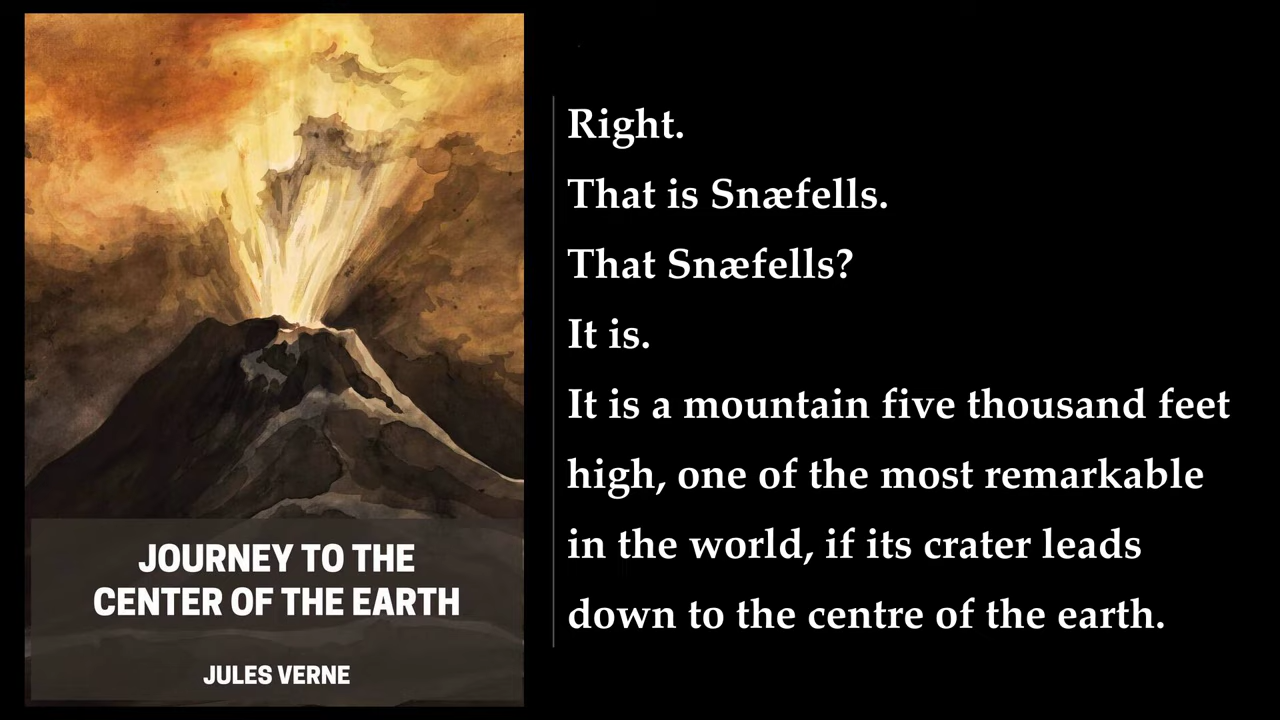 JOURNEY TO THE
CENTER OF THE EARTH
JULES VERNE
Right.
That is Snæfells.
That Snæfells?
It is.
It is a mountain five thousand feet
high, one of the most remarkable
in the world, if its crater leads
down to the centre of the earth.